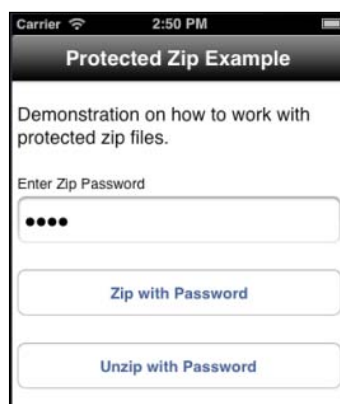 Carrier 2:50 PM
Protected Zip Example
Demonstration on how to work with
protected zip files.
Enter Zip Password
••••
Zip with Password
Unzip with Password